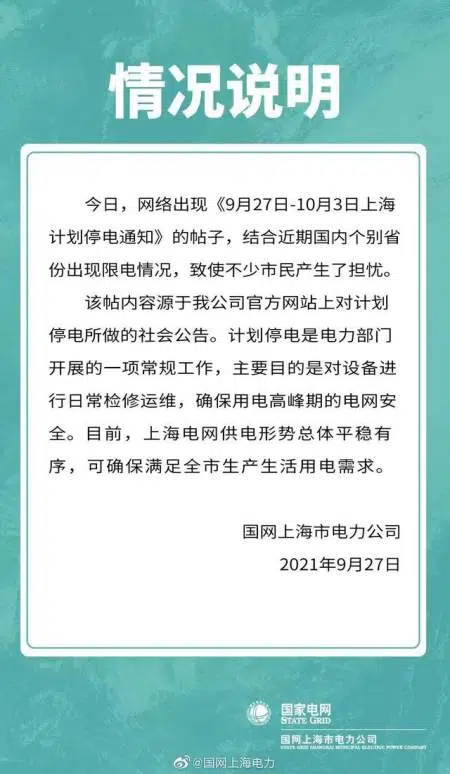 情况说明
今日，网络出现《9月27日-10月3日上海
计划停电通知》的帖子，结合近期国内个别省
份出现限电情况，致使不少市民产生了担忧。
该帖内容源于我公司官方网站上对计划
停电所做的社会公告。计划停电是电力部门
开展的一项常规工作，主要目的是对设备进
行日常检修运维，确保用电高峰期的电网安
全。目前，上海电网供电形势总体平稳有
序，可确保满足全市生产生活用电需求。
国网上海市电力公司
2021年9月27日
国家电网
STATE GRID
国网上海市电力公司
STATE GRID SHANGHAI MUNICIPAL ELECTRIC POWER COMPANY
@国网上海电力